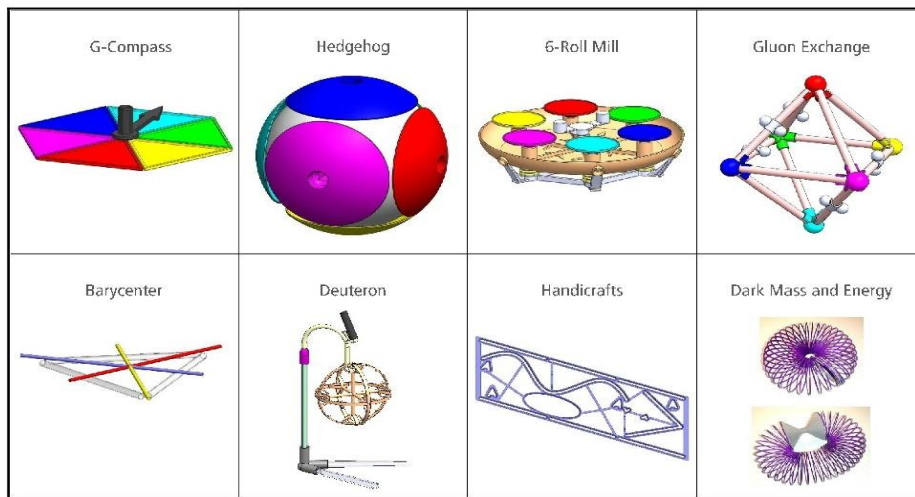 G-Compass
Hedgehog
6-Roll Mill
Gluon Exchange
Barycenter
Deuteron
Handicrafts
Dark Mass and Energy